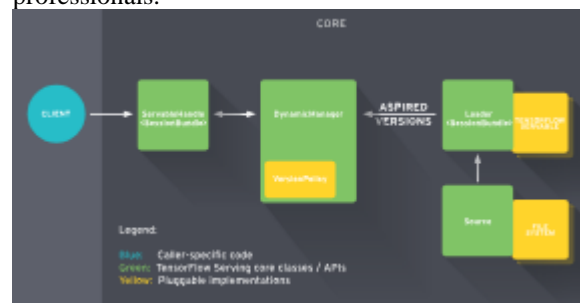 professionals.
CORE
CLIENT
ServableHandle
<SessionBundle>
DynamicManager
VersionPolicy
ASPIRED
VERSIONS
Loader
<SessionBundle>
TENSORFLOW
SERVABLE
Source
FILE
SYSTEM
Legend:
Blue: Caller-specific code
Green: TensorFlow Serving core classes / APIs
Yellow: Pluggable implementations